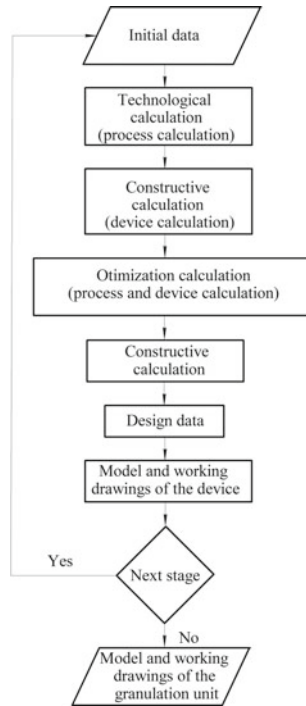 Initial data
Technological
calculation
(process calculation)
Constructive
calculation
(device calculation)
Otimization calculation
(process and device calculation)
Constructive
calculation
Design data
Model and working
drawings of the device
Yes
Next stage
No
Model and working
drawings of the
granulation unit